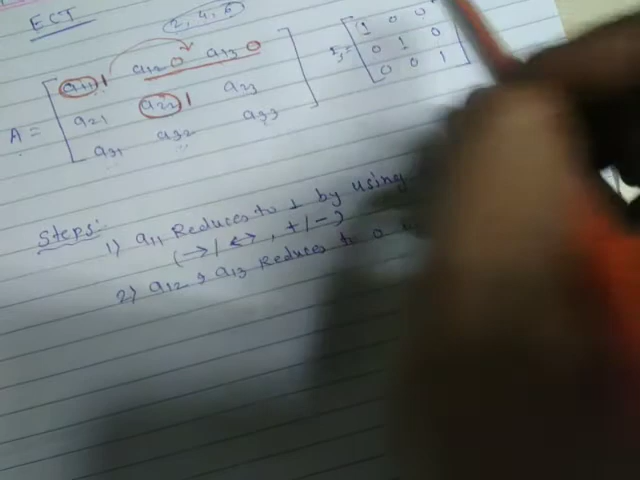 ECT
2, 4, 6
A = [ a11 1 a12 0 a13 0
a21 a22 1 a23
a31 a32 a33 ]
I3 = [ 1 0 0
0 1 0
0 0 1 ]
Steps:
1) a11 Reduces to 1 by using
(→/↔, +/-)
2) a12 & a13 Reduces to 0